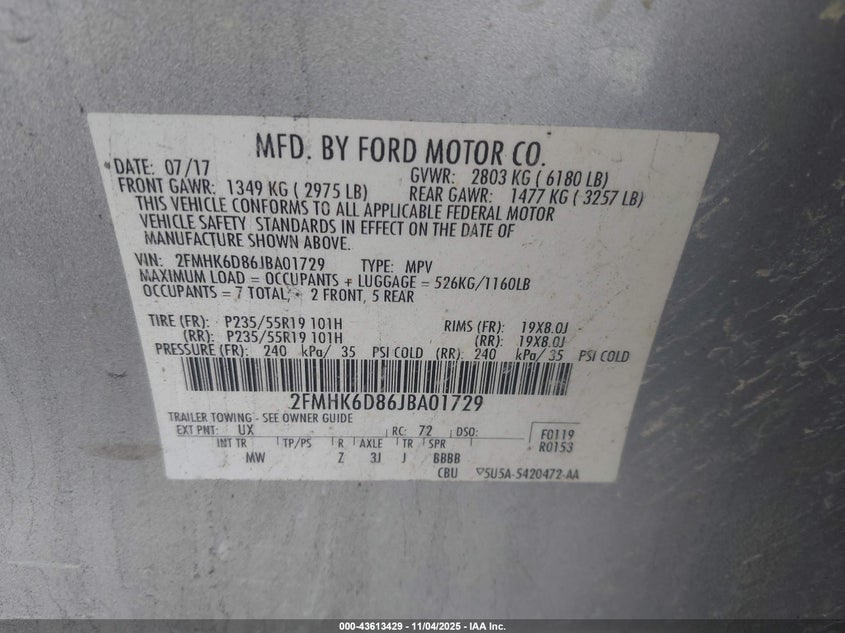 MFD. BY FORD MOTOR CO.
DATE: 07/17 GVWR: 2803 KG ( 6180 LB)
FRONT GAWR: 1349 KG ( 2975 LB) REAR GAWR: 1477 KG ( 3257 LB)
THIS VEHICLE CONFORMS TO ALL APPLICABLE FEDERAL MOTOR
VEHICLE SAFETY STANDARDS IN EFFECT ON THE DATE OF
MANUFACTURE SHOWN ABOVE.
VIN: 2FMHK6D86JBA01729 TYPE: MPV
MAXIMUM LOAD = OCCUPANTS + LUGGAGE = 526KG/1160LB
OCCUPANTS = 7 TOTAL; 2 FRONT, 5 REAR
TIRE (FR): P235/55R19 101H RIMS (FR): 19X8.0J
(RR): P235/55R19 101H (RR): 19X8.0J
PRESSURE (FR): 240 kPa/ 35 PSI COLD (RR): 240 kPa/ 35 PSI COLD
2FMHK6D86JBA01729
TRAILER TOWING - SEE OWNER GUIDE
EXT PNT: UX RC: 72 DSO: F0119
INT TR TP/PS R AXLE TR SPR R0153
MW Z 3J J BBBB
CBU 5U5A-5420472-AA
000-43613429 - 11/04/2025 - IAA Inc.